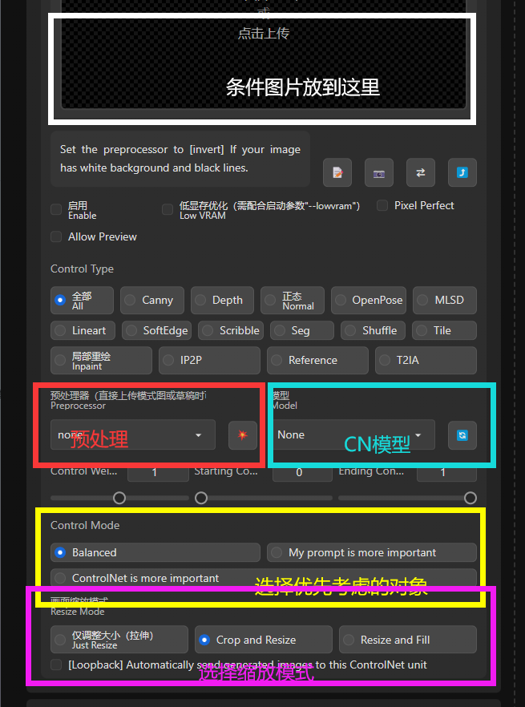 或
点击上传
条件图片放到这里
Set the preprocessor to [invert] If your image
has white background and black lines.
启用
Enable
低显存优化（需配合启动参数"--lowvram"）
Low VRAM
Pixel Perfect
Allow Preview
Control Type
全部
All
Canny
Depth
正态
Normal
OpenPose
MLSD
Lineart
SoftEdge
Scribble
Seg
Shuffle
Tile
局部重绘
Inpaint
IP2P
Reference
T2IA
预处理器（直接上传模式图或草稿时i
Preprocessor
模型
Model
none
预处理
None
CN模型
Control Wei...
1
Starting Co...
0
Ending Con...
1
Control Mode
Balanced
My prompt is more important
ControlNet is more important
选择优先考虑的对象
画面缩放模式
Resize Mode
仅调整大小（拉伸）
Just Resize
Crop and Resize
Resize and Fill
[Loopback] Automatically send generated images to this ControlNet unit
选择缩放模式